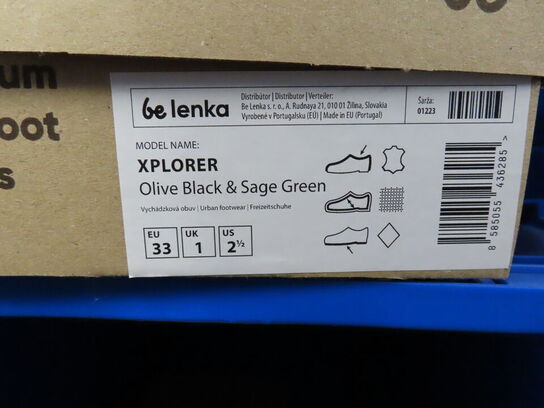 um
oot
s
be lenka
Distribútor | Distributor | Verteiler:
Be Lenka s. r. o., A. Rudnaya 21, 010 01 Žilina, Slovakia
Vyrobené v Portugalsku (EÚ) | Made in EU (Portugal)
Šarža:
01223
MODEL NAME:
XPLORER
Olive Black & Sage Green
Vychádzková obuv | Urban footwear | Freizeitschuhe
EU UK US
33 1 2½
8 585055 436285 >